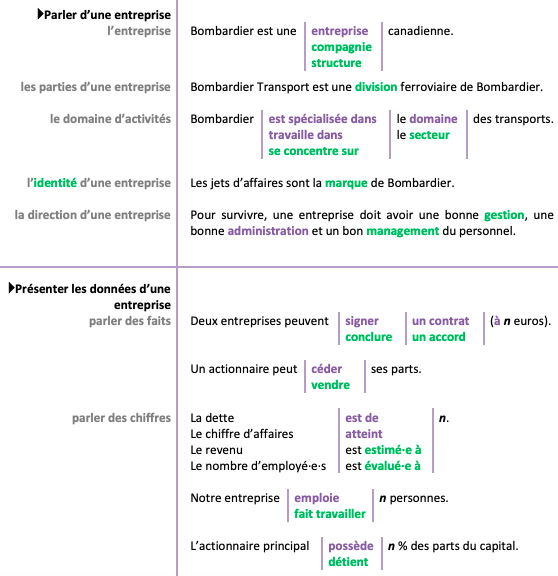 ▶Parler d'une entreprise
l'entreprise Bombardier est une entreprise canadienne.
compagnie
structure
les parties d'une entreprise Bombardier Transport est une division ferroviaire de Bombardier.
le domaine d'activités Bombardier est spécialisée dans le domaine des transports.
travaille dans le secteur
se concentre sur
l'identité d'une entreprise Les jets d'affaires sont la marque de Bombardier.
la direction d'une entreprise Pour survivre, une entreprise doit avoir une bonne gestion, une
bonne administration et un bon management du personnel.
▶Présenter les données d'une
entreprise
parler des faits Deux entreprises peuvent signer un contrat (à n euros).
conclure un accord
Un actionnaire peut céder ses parts.
vendre
parler des chiffres La dette est de n.
Le chiffre d'affaires atteint
Le revenu est estimé·e à
Le nombre d'employé·e·s est évalué·e à
Notre entreprise emploie n personnes.
fait travailler
L'actionnaire principal possède n % des parts du capital.
détient